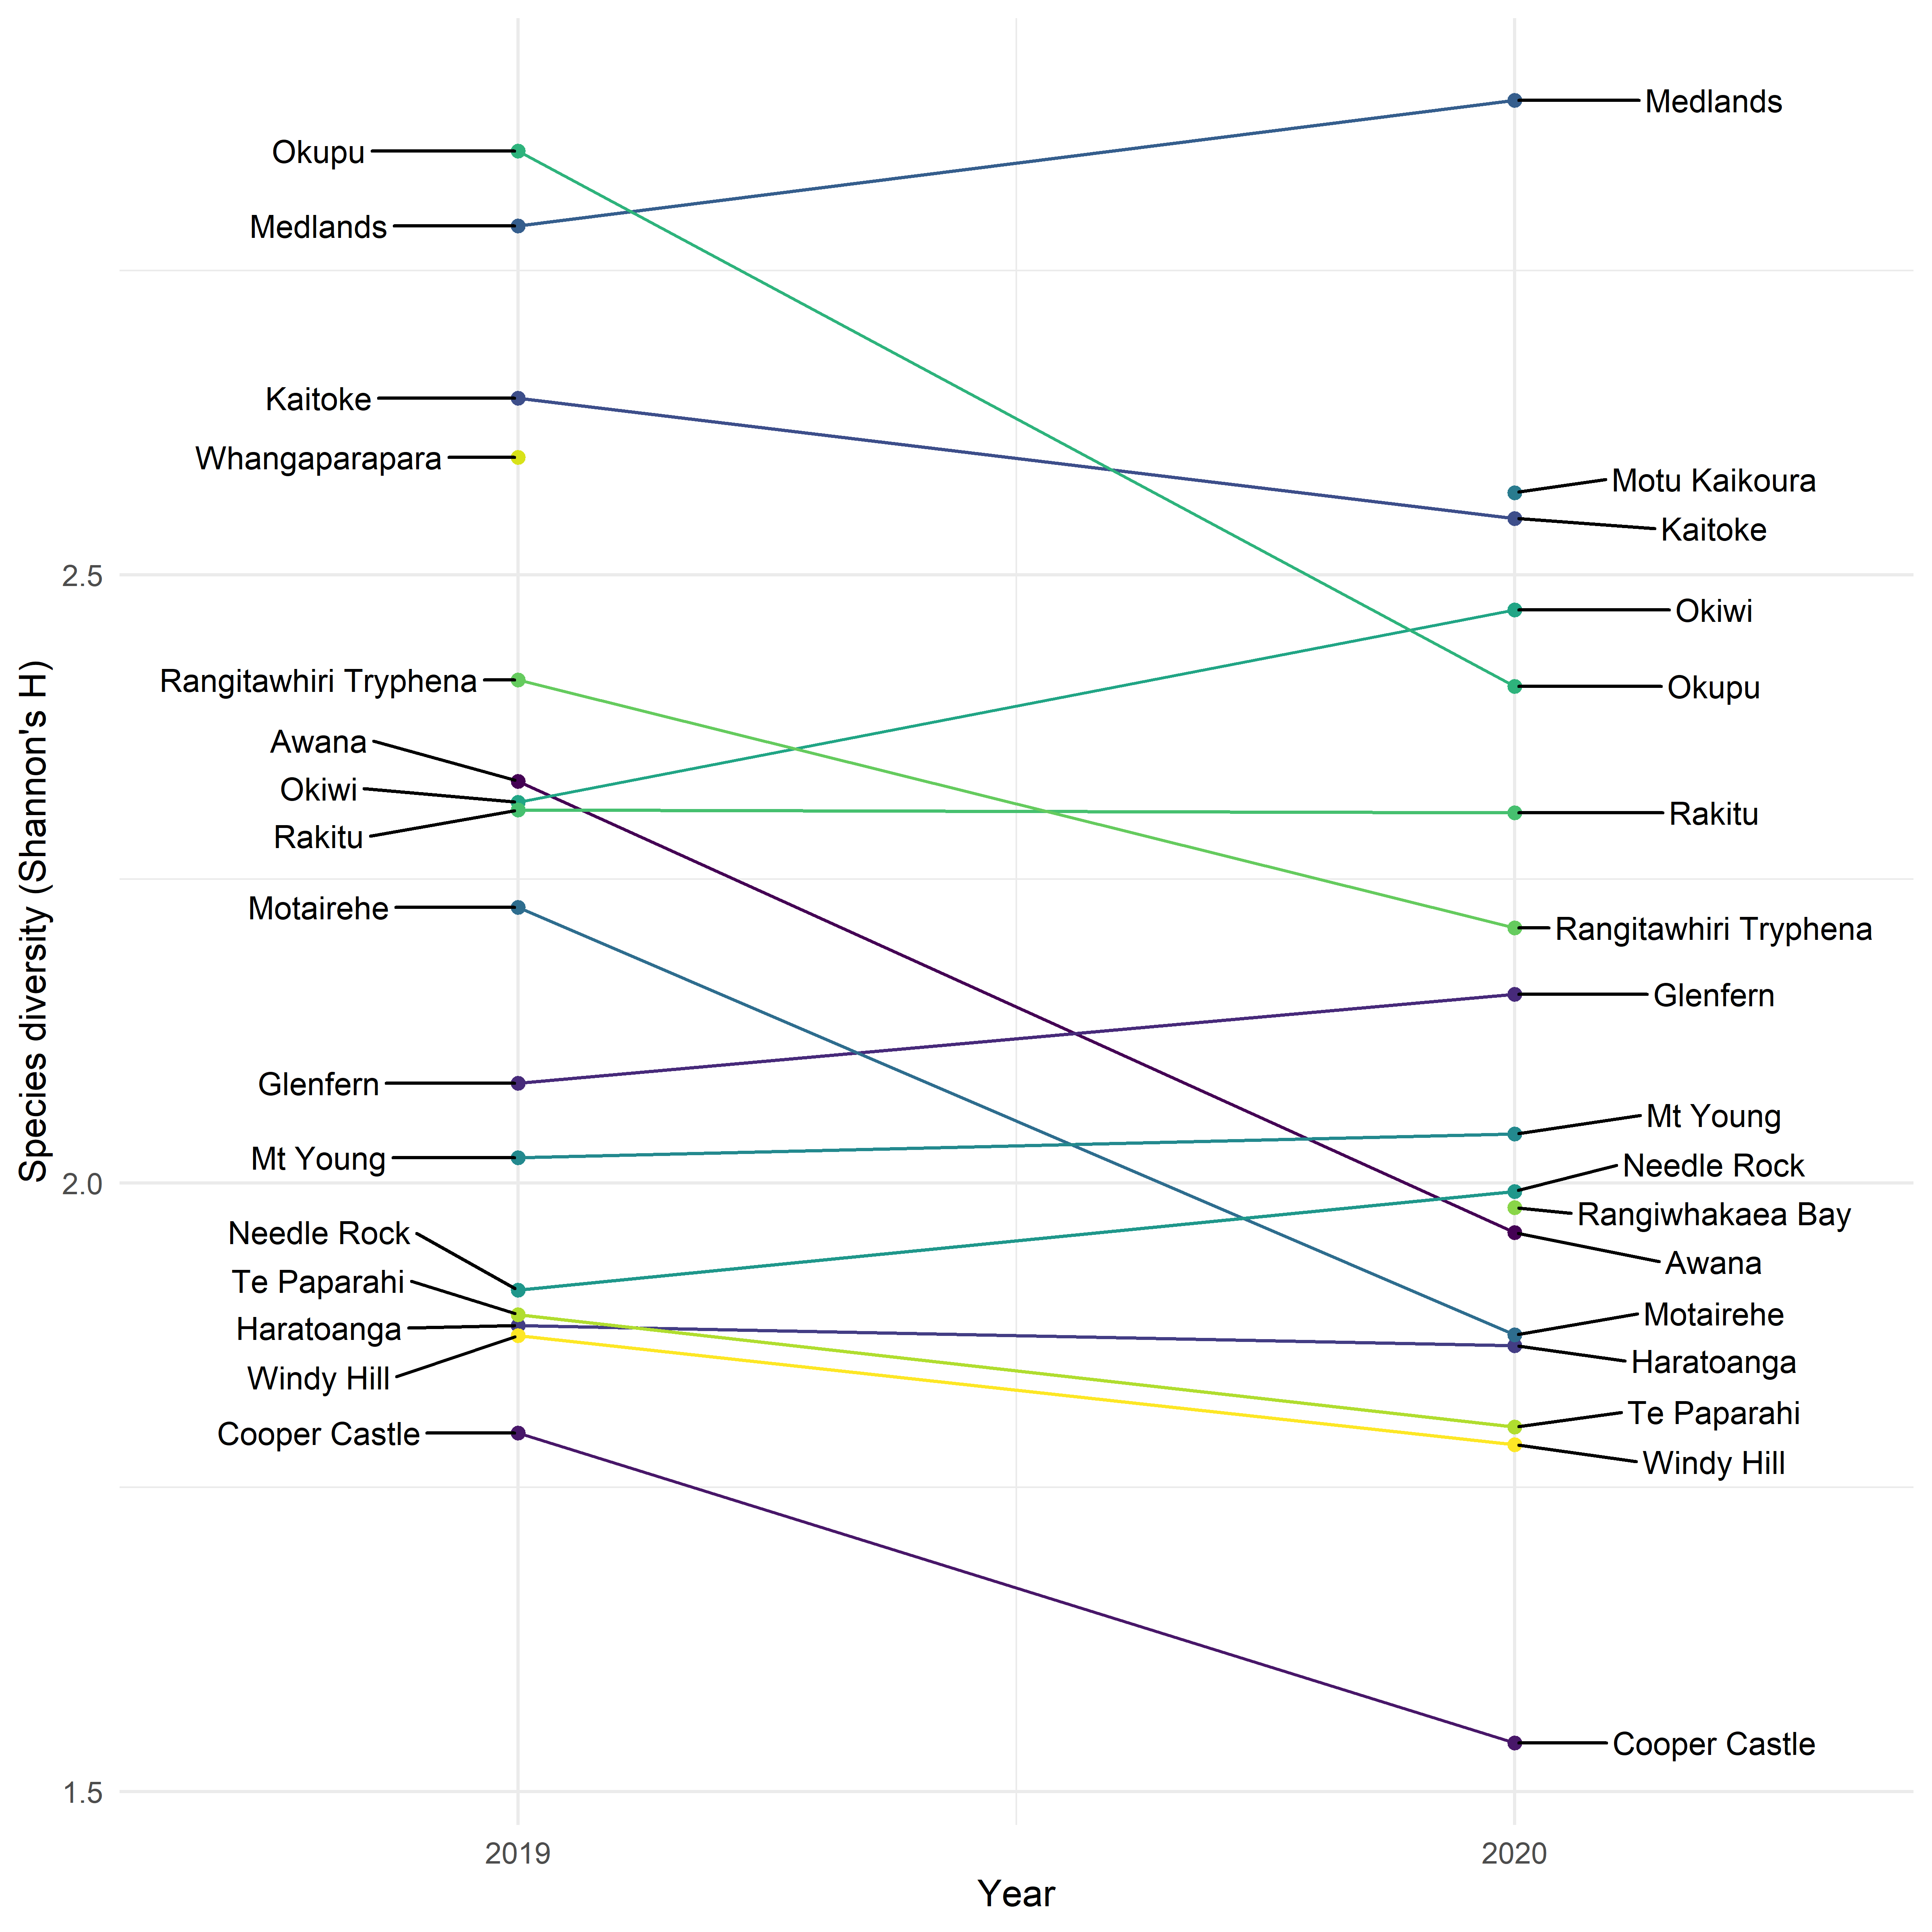 Medlands
Okupu
Medlands
Kaitoke
Whangaparapara
Motu Kaikoura
Kaitoke
2.5
Okiwi
Rangitawhiri Tryphena
Okupu
Awana
Okiwi
Rakitu
Rakitu
Motairehe
Rangitawhiri Tryphena
Glenfern
Species diversity (Shannon's H)
Glenfern
Mt Young
Mt Young
Needle Rock
2.0
Rangiwhakaea Bay
Needle Rock
Awana
Te Paparahi
Motairehe
Haratoanga
Haratoanga
Windy Hill
Te Paparahi
Cooper Castle
Windy Hill
Cooper Castle
1.5
2019
2020
Year